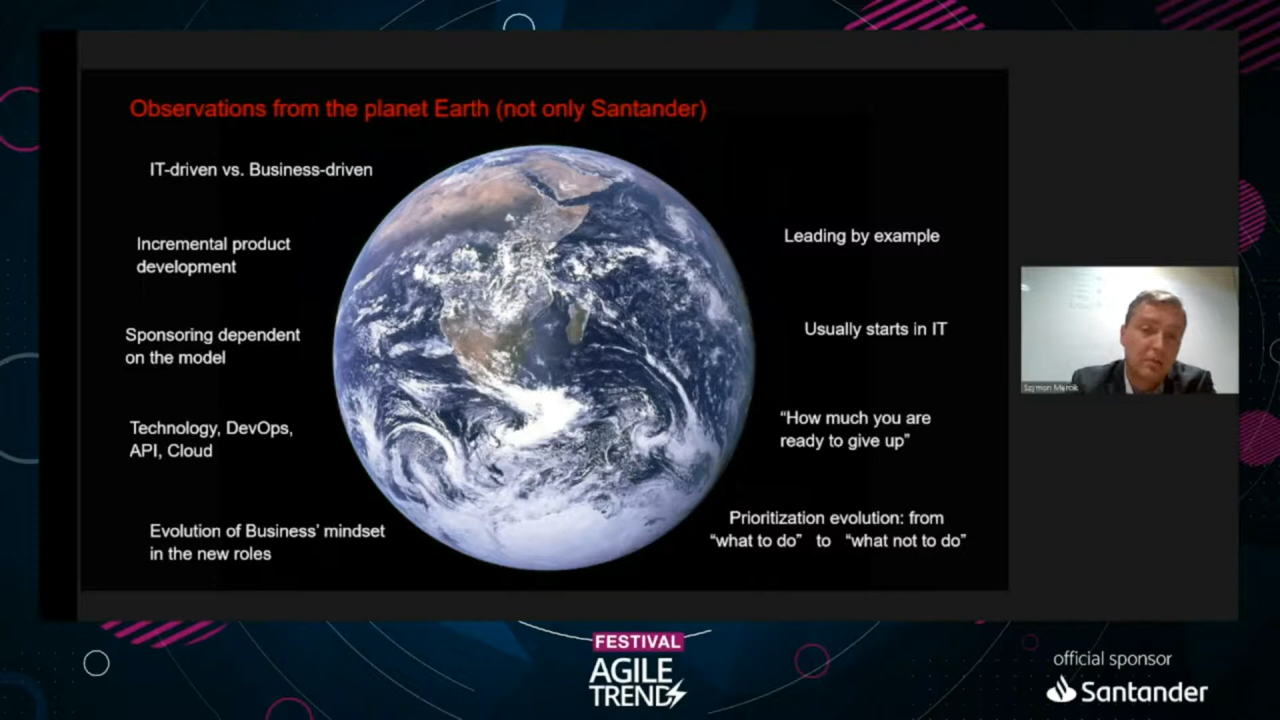 Observations from the planet Earth (not only Santander)
IT-driven vs. Business-driven
Incremental product
development
Sponsoring dependent
on the model
Technology, DevOps,
API, Cloud
Evolution of Business’ mindset
in the new roles
Leading by example
Usually starts in IT
“How much you are
ready to give up”
Prioritization evolution: from
“what to do” to “what not to do”
Szymon
FESTIVAL
AGILE
TRENDS
official sponsor
Santander